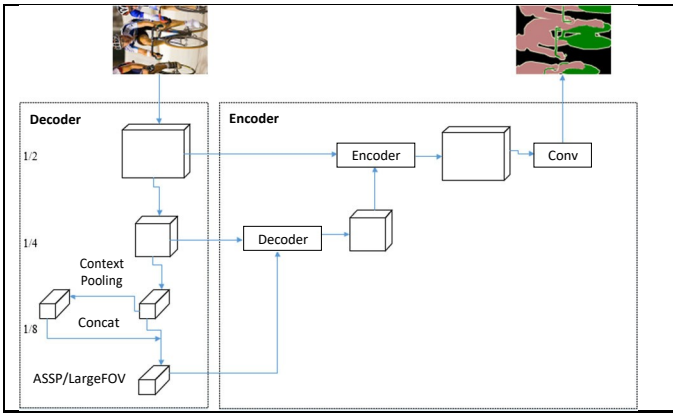 Decoder
Encoder
1/2
Encoder
Conv
1/4
Decoder
Context
Pooling
Concat
1/8
ASSP/LargeFOV